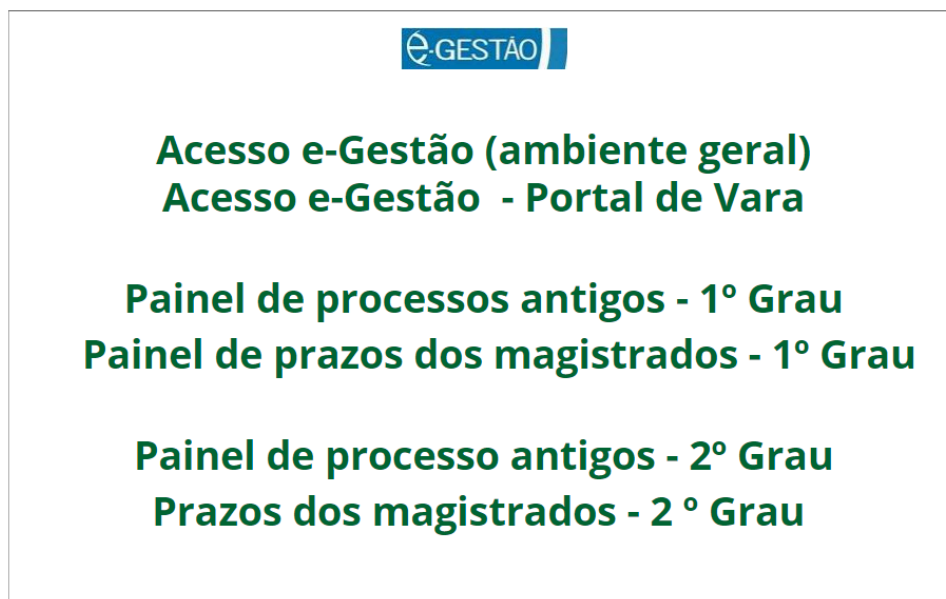 e-GESTÃO
Acesso e-Gestão (ambiente geral)
Acesso e-Gestão - Portal de Vara
Painel de processos antigos - 1º Grau
Painel de prazos dos magistrados - 1º Grau
Painel de processo antigos - 2º Grau
Prazos dos magistrados - 2 º Grau